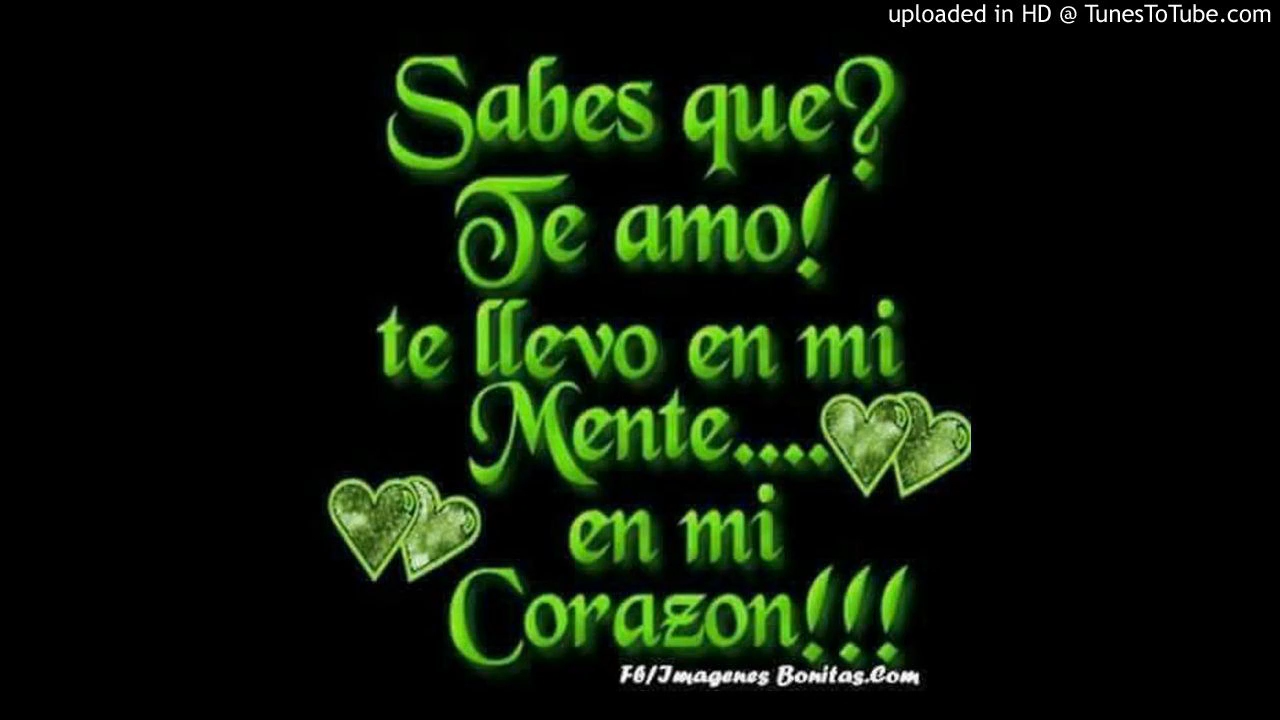 uploaded in HD @ TunesToTube.com
Sabes que?
Te amo!
te llevo en mi
Mente....
en mi
Corazon!!!
Fb/Imagenes Bonitas.Com